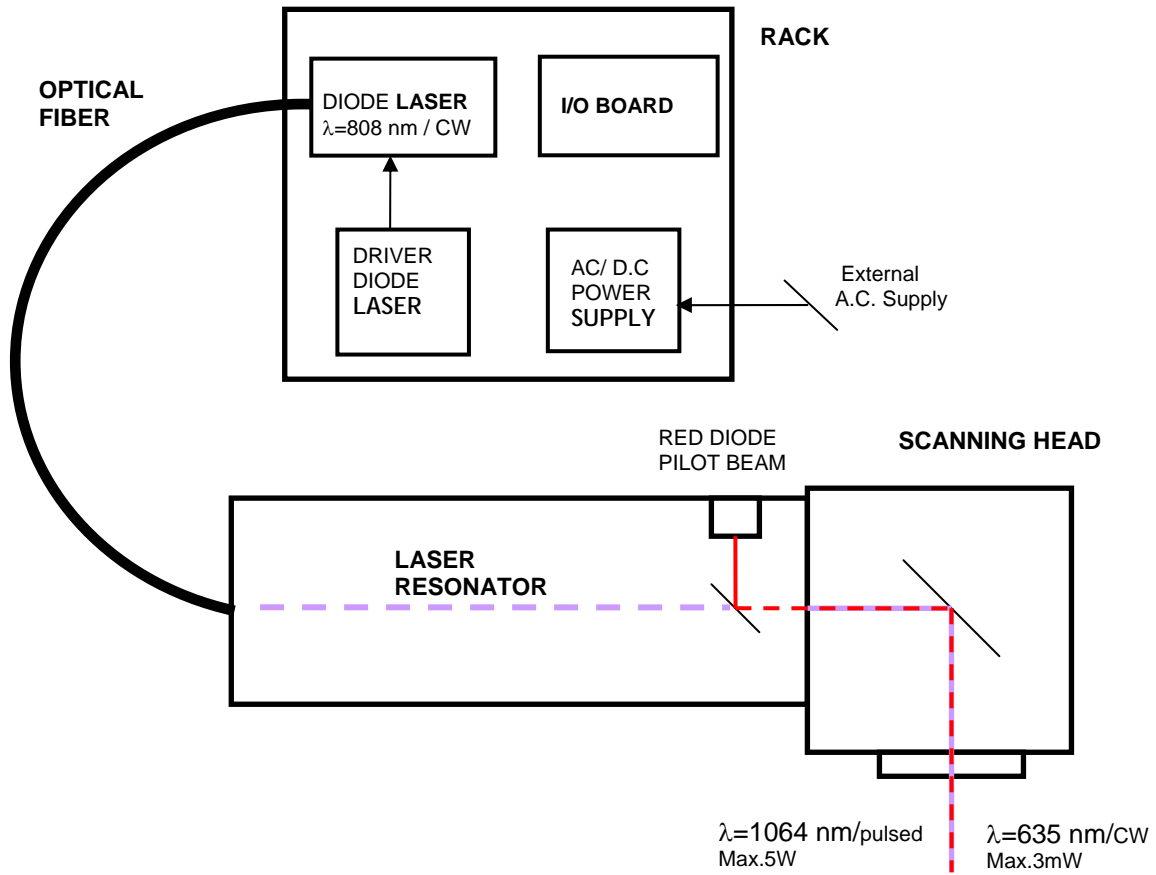 RACK
OPTICAL
FIBER
DIODE LASER
λ=808 nm / CW
I/O BOARD
DRIVER
DIODE
LASER
AC/ D.C
POWER
SUPPLY
External
A.C. Supply
RED DIODE
PILOT BEAM
SCANNING HEAD
LASER
RESONATOR
λ=1064 nm/pulsed
Max.5W
λ=635 nm/CW
Max.3mW